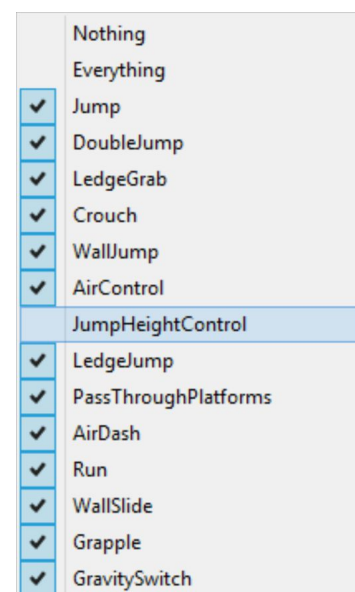 Nothing
Everything
Jump
DoubleJump
LedgeGrab
Crouch
WallJump
AirControl
JumpHeightControl
LedgeJump
PassThroughPlatforms
AirDash
Run
WallSlide
Grapple
GravitySwitch